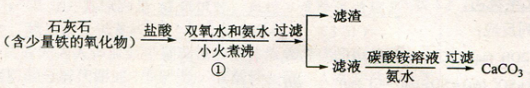 石灰石
(含少量铁的氧化物)
盐酸
双氧水和氨水
小火煮沸
①
过滤
滤渣
滤液
碳酸铵溶液
氨水
过滤
CaCO₃